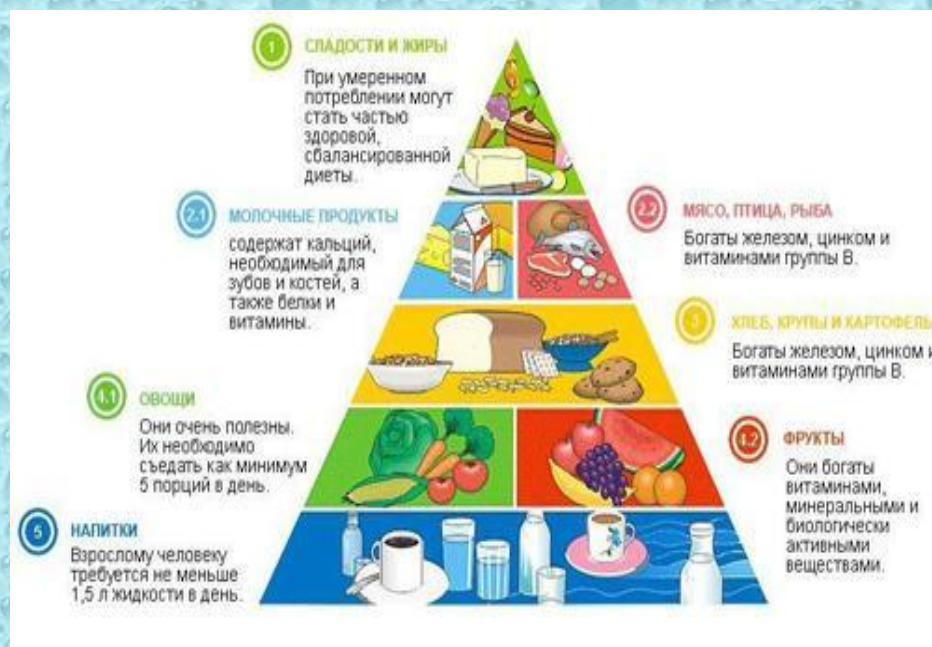 1 СЛАДОСТИ И ЖИРЫ
При умеренном
потреблении могут
стать частью
здоровой,
сбалансированной
диеты.
2.1 МОЛОЧНЫЕ ПРОДУКТЫ
содержат кальций,
необходимый для
зубов и костей, а
также белки и
витамины.
2.2 МЯСО, ПТИЦА, РЫБА
Богаты железом, цинком и
витаминами группы В.
3 ХЛЕБ, КРУПЫ И КАРТОФЕЛЬ
Богаты железом, цинком и
витаминами группы В.
4.1 ОВОЩИ
Они очень полезны.
Их необходимо
съедать как минимум
5 порций в день.
4.2 ФРУКТЫ
Они богаты
витаминами,
минеральными и
биологически
активными
веществами.
5 НАПИТКИ
Взрослому человеку
требуется не меньше
1,5 л жидкости в день.